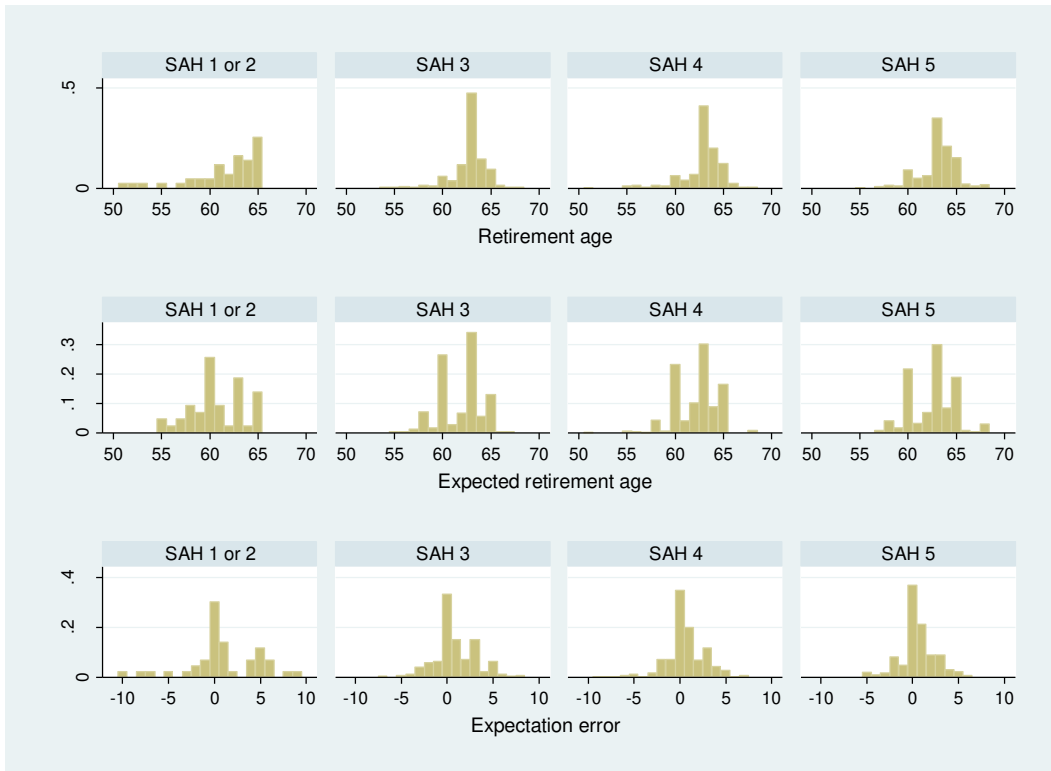 SAH 1 or 2 SAH 3 SAH 4 SAH 5
.5
0
50 55 60 65 70 50 55 60 65 70 50 55 60 65 70 50 55 60 65 70
Retirement age
SAH 1 or 2 SAH 3 SAH 4 SAH 5
.3
.2
.1
0
50 55 60 65 70 50 55 60 65 70 50 55 60 65 70 50 55 60 65 70
Expected retirement age
SAH 1 or 2 SAH 3 SAH 4 SAH 5
.4
.2
0
-10 -5 0 5 10 -10 -5 0 5 10 -10 -5 0 5 10 -10 -5 0 5 10
Expectation error